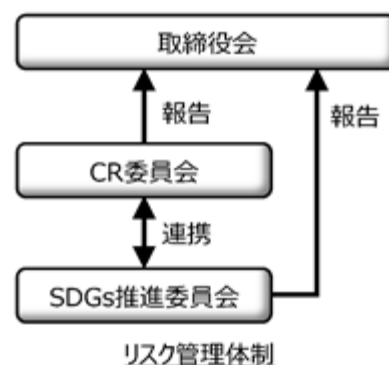 取締役会
報告
報告
CR委員会
連携
SDGs推進委員会
リスク管理体制